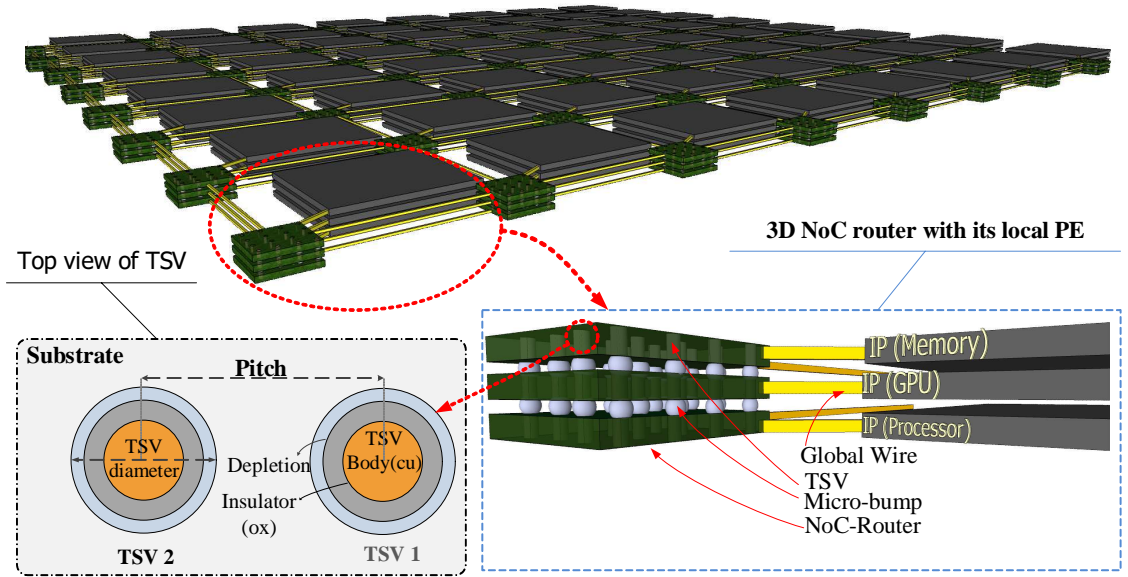 3D NoC router with its local PE
Top view of TSV
Substrate
Pitch
TSV
diameter
Depletion
Insulator
(ox)
TSV
Body(cu)
TSV 2
TSV 1
IP (Memory)
IP (GPU)
IP (Processor)
Global Wire
TSV
Micro-bump
NoC-Router